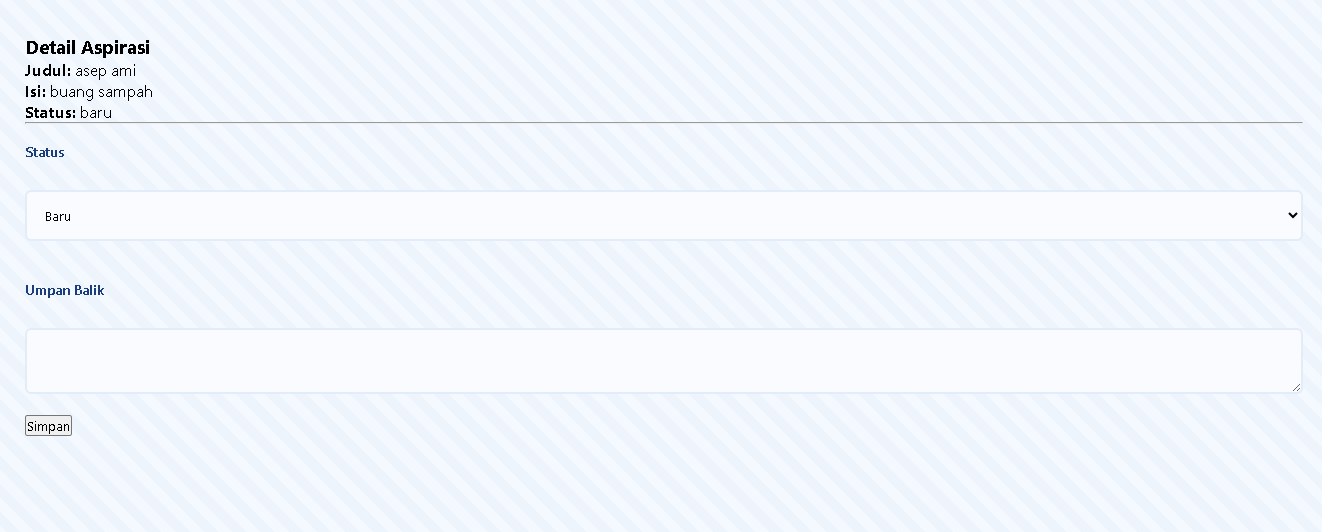 Detail Aspirasi
Judul: asep ami
Isi: buang sampah
Status: baru
Status
Baru
Umpan Balik
Simpan